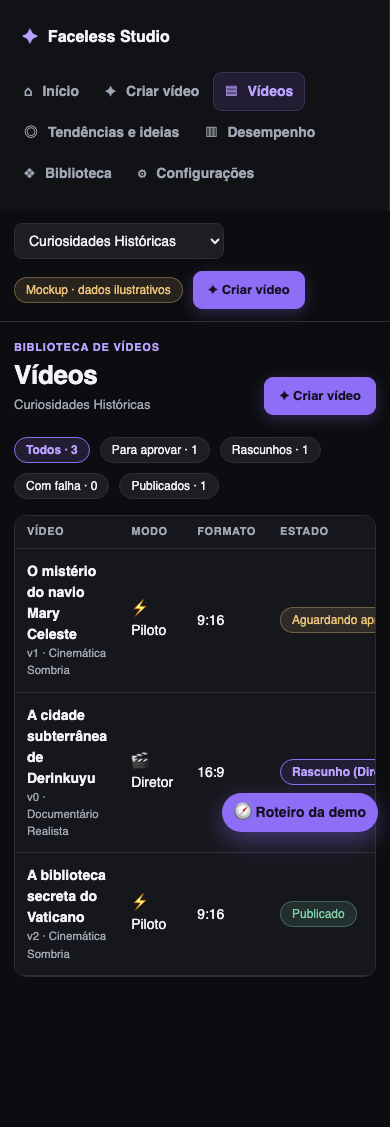 Faceless Studio
Início
Criar vídeo
Vídeos
Tendências e ideias
Desempenho
Biblioteca
Configurações
Curiosidades Históricas
Mockup · dados ilustrativos
Criar vídeo
BIBLIOTECA DE VÍDEOS
Vídeos
Curiosidades Históricas
Criar vídeo
Todos · 3
Para aprovar · 1
Rascunhos · 1
Com falha · 0
Publicados · 1
VÍDEO
MODO
FORMATO
ESTADO
O mistério
do navio
Mary
Celeste
v1 · Cinemática
Sombria
Piloto
9:16
Aguardando
A cidade
subterrânea
de
Derinkuyu
v0 ·
Documentário
Realista
Diretor
16:9
Rascunho
Roteiro da demo
A biblioteca
secreta do
Vaticano
v2 · Cinemática
Sombria
Piloto
9:16
Publicado